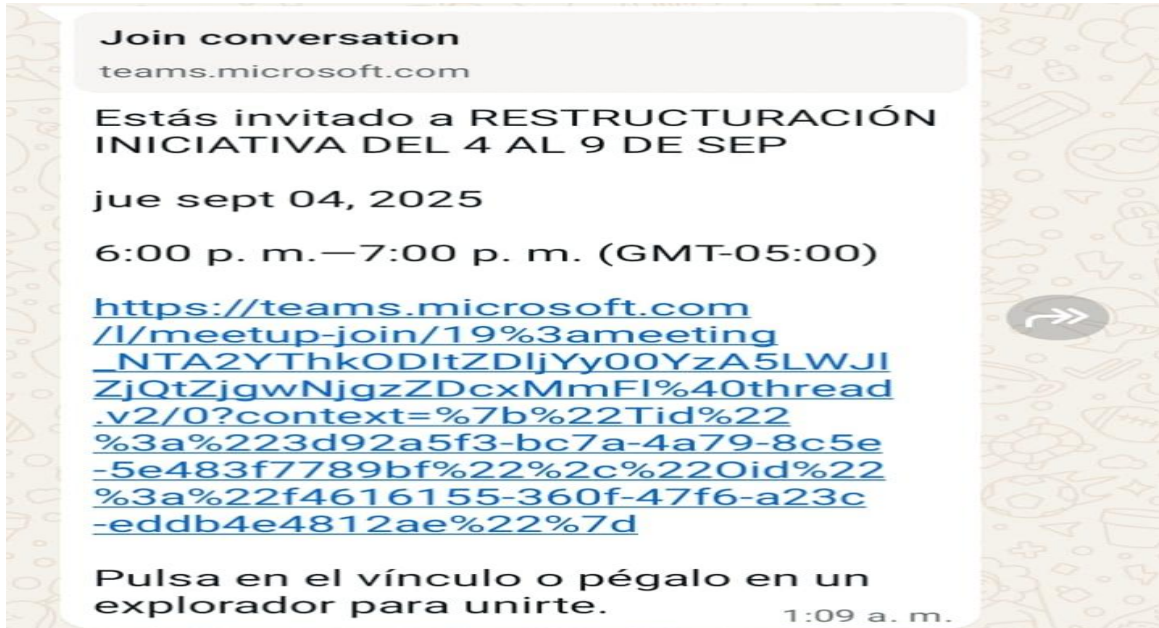 Join conversation
teams.microsoft.com
Estás invitado a RESTRUCTURACIÓN
INICIATIVA DEL 4 AL 9 DE SEP
jue sept 04, 2025
6:00 p. m.—7:00 p. m. (GMT-05:00)
https://teams.microsoft.com
/l/meetup-join/19%3ameeting
_NTA2YThkODItZDljYy00YzA5LWJl
ZjQtZjgwNjgzZDcxMmFl%40thread
.v2/0?context=%7b%22Tid%22
%3a%223d92a5f3-bc7a-4a79-8c5e
-5e483f7789bf%22%2c%22Oid%22
%3a%22f4616155-360f-47f6-a23c
-eddb4e4812ae%22%7d
Pulsa en el vínculo o pégalo en un
explorador para unirte.
1:09 a. m.